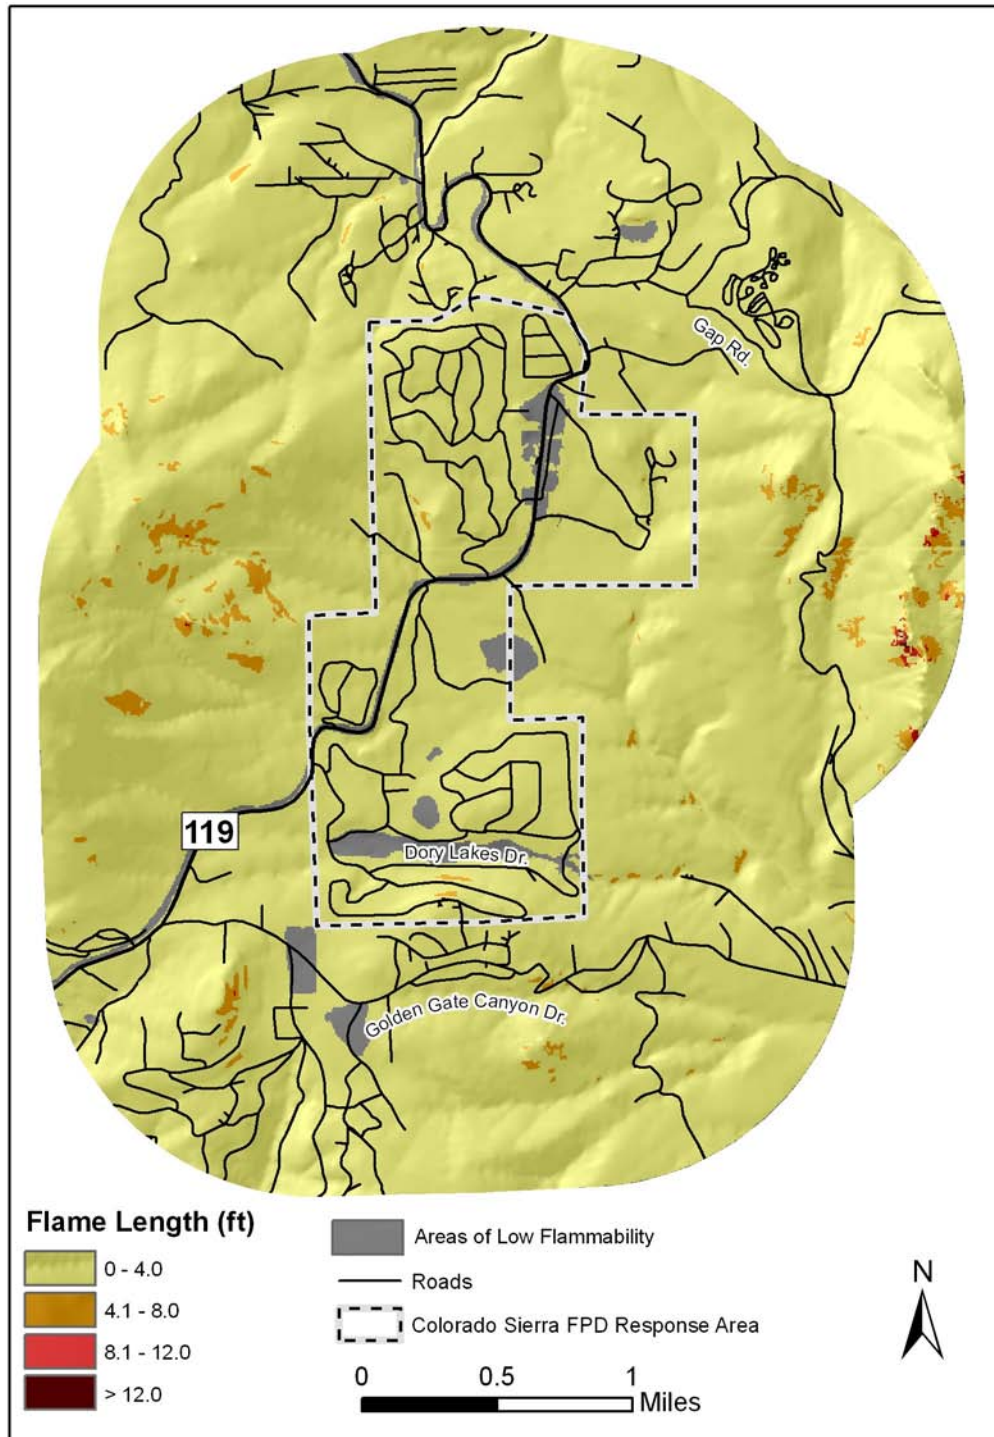 Gap Rd.
119
Dory Lakes Dr.
Golden Gate Canyon Dr.
Flame Length (ft)
0 - 4.0
4.1 - 8.0
8.1 - 12.0
> 12.0
Areas of Low Flammability
Roads
Colorado Sierra FPD Response Area
0 0.5 1
Miles
N